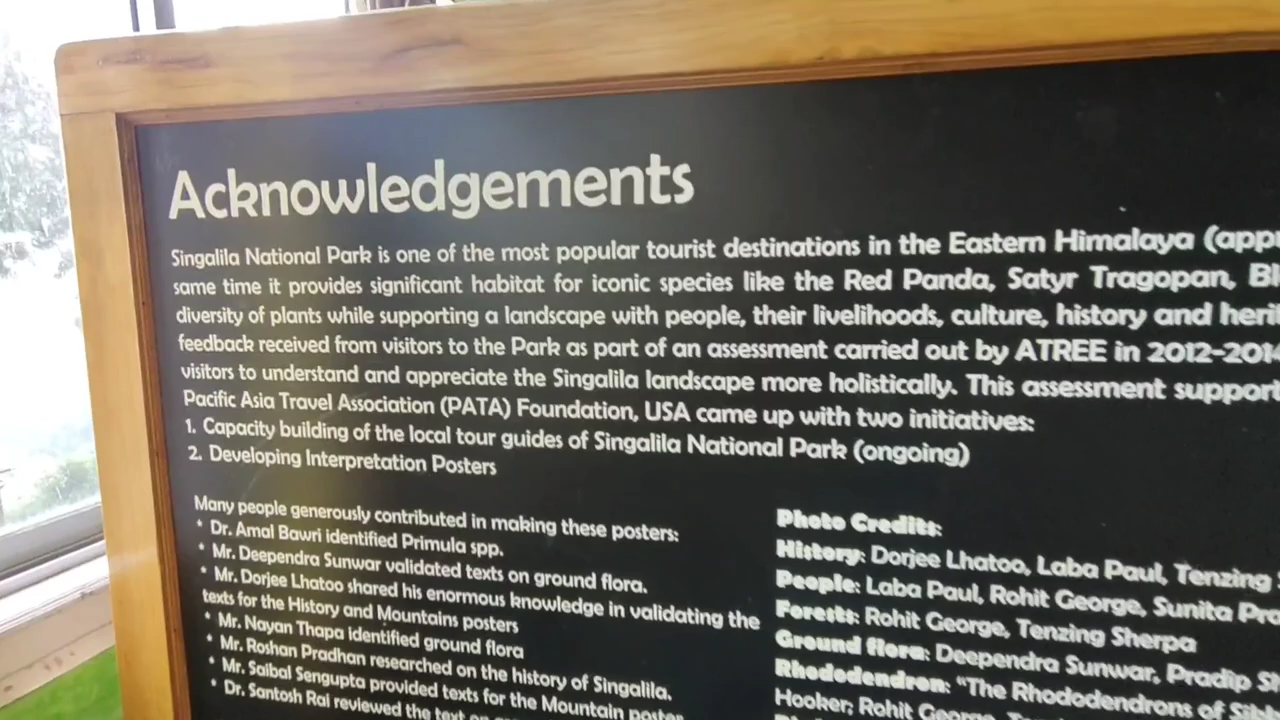 Acknowledgements
Singalila National Park is one of the most popular tourist destinations in the Eastern Himalaya
same time it provides significant habitat for iconic species like the Red Panda, Satyr Tragopan,
diversity of plants while supporting a landscape with people, their livelihoods, culture, history and
feedback received from visitors to the Park as part of an assessment carried out by ATREE in 2012-2014
visitors to understand and appreciate the Singalila landscape more holistically. This assessment
Pacific Asia Travel Association (PATA) Foundation, USA came up with two initiatives:
1. Capacity building of the local tour guides of Singalila National Park (ongoing)
2. Developing Interpretation Posters
Many people generously contributed in making these posters:
* Dr. Amal Bawri identified Primula spp.
* Mr. Deependra Sunwar validated texts on ground flora.
* Mr. Dorjee Lhatoo shared his enormous knowledge in validating the
texts for the History and Mountains posters
* Mr. Nayan Thapa identified ground flora
* Mr. Roshan Pradhan researched on the history of Singalila.
* Mr. Saibal Sengupta provided texts for the Mountain poster
* Dr. Santosh Rai reviewed the text on
Photo Credits:
History: Dorjee Lhatoo, Laba Paul, Tenzing
People: Laba Paul, Rohit George, Sunita
Forests: Rohit George, Tenzing Sherpa
Ground flora: Deependra Sunwar, Pradip
Rhododendron: "The Rhododendrons of
Hooker; Rohit George,